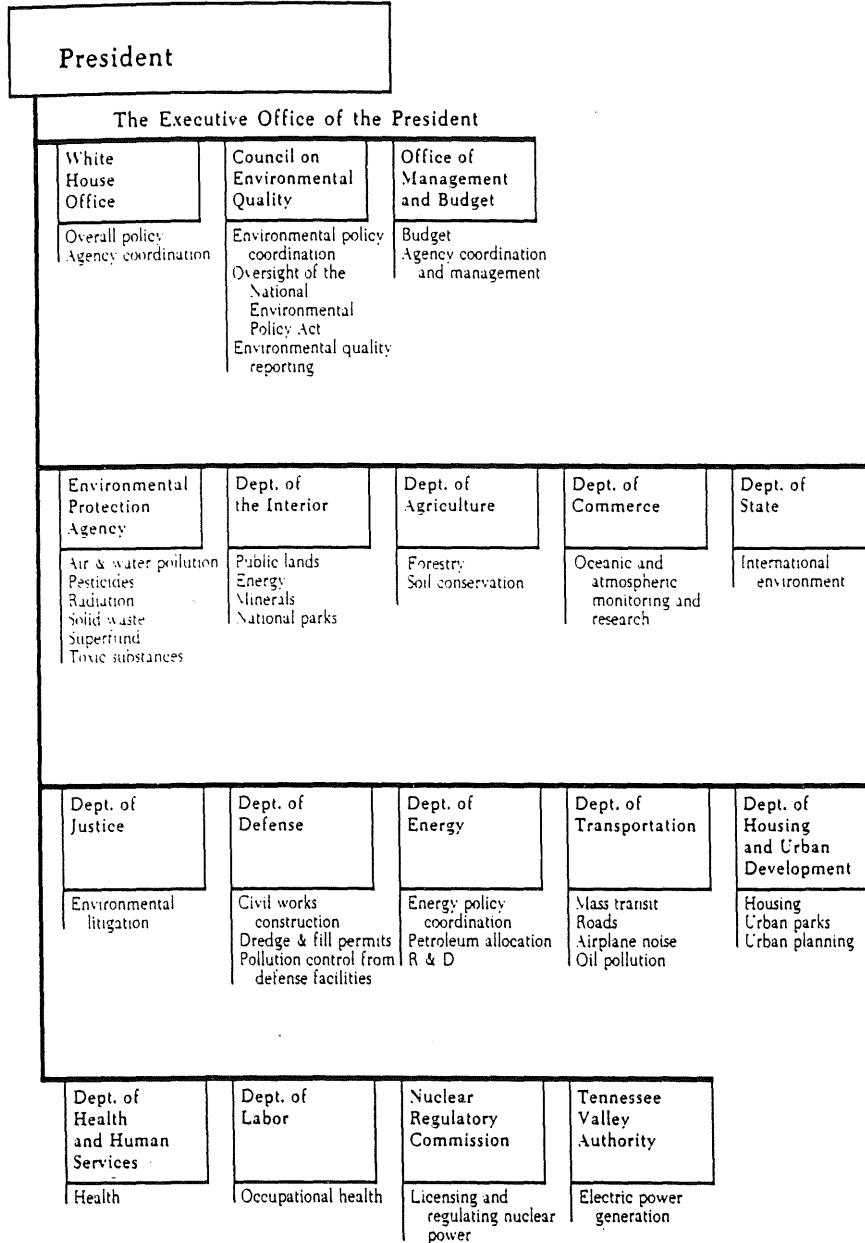 President
The Executive Office of the President
White
House
Office
Overall policy
Agency coordination
Council on
Environmental
Quality
Environmental policy
coordination
Oversight of the
National
Environmental
Policy Act
Environmental quality
reporting
Office of
Management
and Budget
Budget
Agency coordination
and management
Environmental
Protection
Agency
Air & water pollution
Pesticides
Radiation
Solid waste
Superfund
Toxic substances
Dept. of
the Interior
Public lands
Energy
Minerals
National parks
Dept. of
Agriculture
Forestry
Soil conservation
Dept. of
Commerce
Oceanic and
atmospheric
monitoring and
research
Dept. of
State
International
environment
Dept. of
Justice
Environmental
litigation
Dept. of
Defense
Civil works
construction
Dredge & fill permits
Pollution control from
defense facilities
Dept. of
Energy
Energy policy
coordination
Petroleum allocation
R & D
Dept. of
Transportation
Mass transit
Roads
Airplane noise
Oil pollution
Dept. of
Housing
and Urban
Development
Housing
Urban parks
Urban planning
Dept. of
Health
and Human
Services
Health
Dept. of
Labor
Occupational health
Nuclear
Regulatory
Commission
Licensing and
regulating nuclear
power
Tennessee
Valley
Authority
Electric power
generation